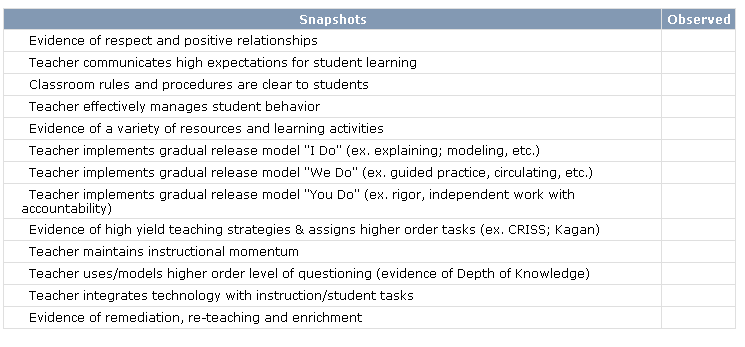 Snapshots Observed
Evidence of respect and positive relationships
Teacher communicates high expectations for student learning
Classroom rules and procedures are clear to students
Teacher effectively manages student behavior
Evidence of a variety of resources and learning activities
Teacher implements gradual release model "I Do" (ex. explaining; modeling, etc.)
Teacher implements gradual release model "We Do" (ex. guided practice, circulating, etc.)
Teacher implements gradual release model "You Do" (ex. rigor, independent work with
accountability)
Evidence of high yield teaching strategies & assigns higher order tasks (ex. CRISS; Kagan)
Teacher maintains instructional momentum
Teacher uses/models higher order level of questioning (evidence of Depth of Knowledge)
Teacher integrates technology with instruction/student tasks
Evidence of remediation, re-teaching and enrichment